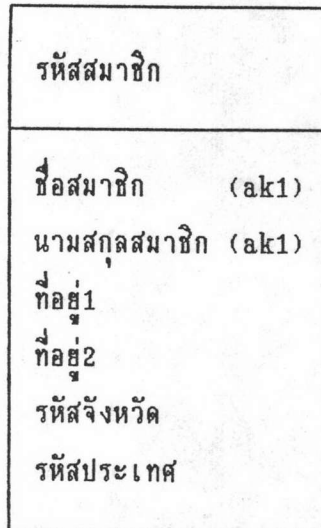 รหัสสมาชิก
ชื่อสมาชิก (ak1)
นามสกุลสมาชิก (ak1)
ที่อยู่1
ที่อยู่2
รหัสจังหวัด
รหัสประเทศ